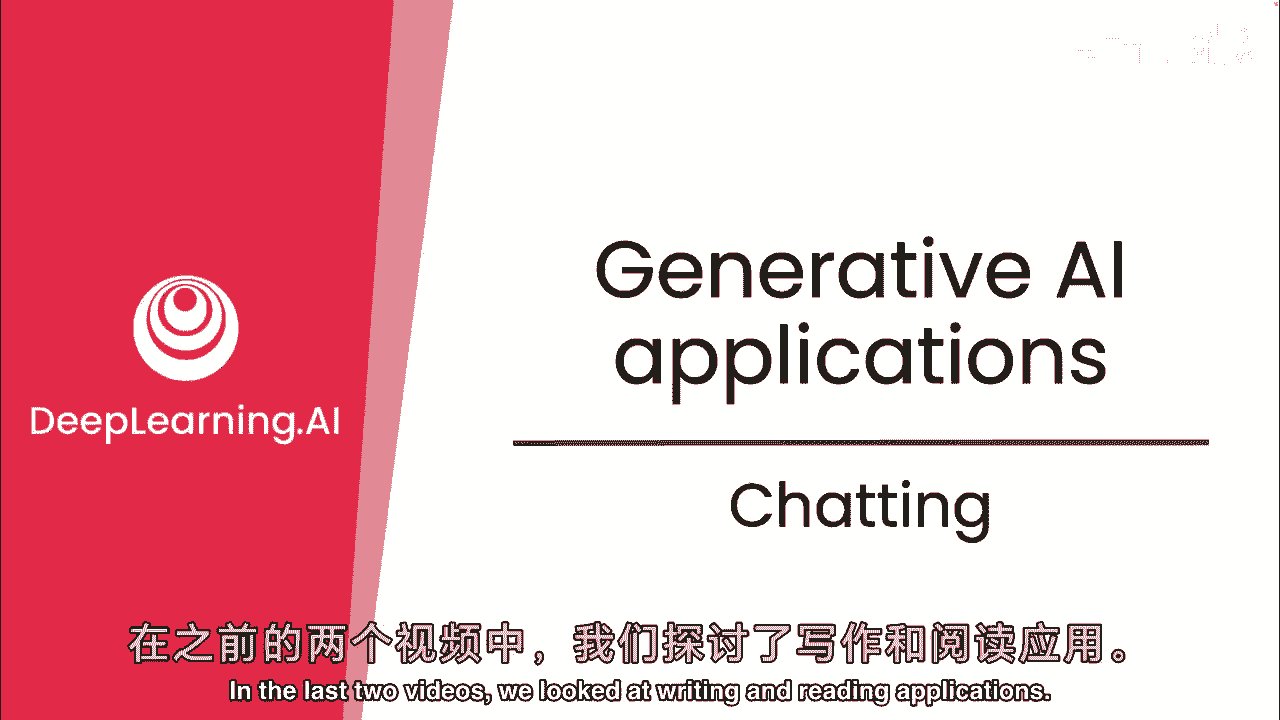 Generative AI
applications
Chatting
DeepLearning.AI
在之前的两个视频中，我们探讨了写作和阅读应用。
In the last two videos, we looked at writing and reading applications.